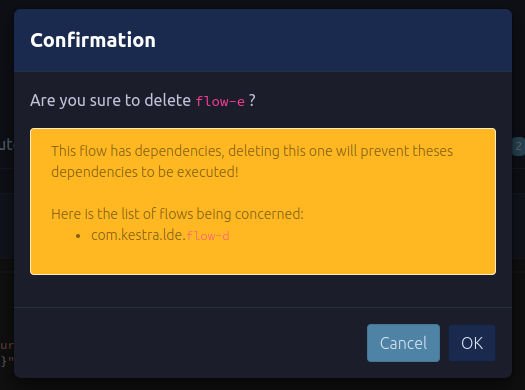 Confirmation
Are you sure to delete flow-e ?
This flow has dependencies, deleting this one will prevent theses
dependencies to be executed!
Here is the list of flows being concerned:
• com.kestra.lde.flow-d
Cancel
OK
2
}"